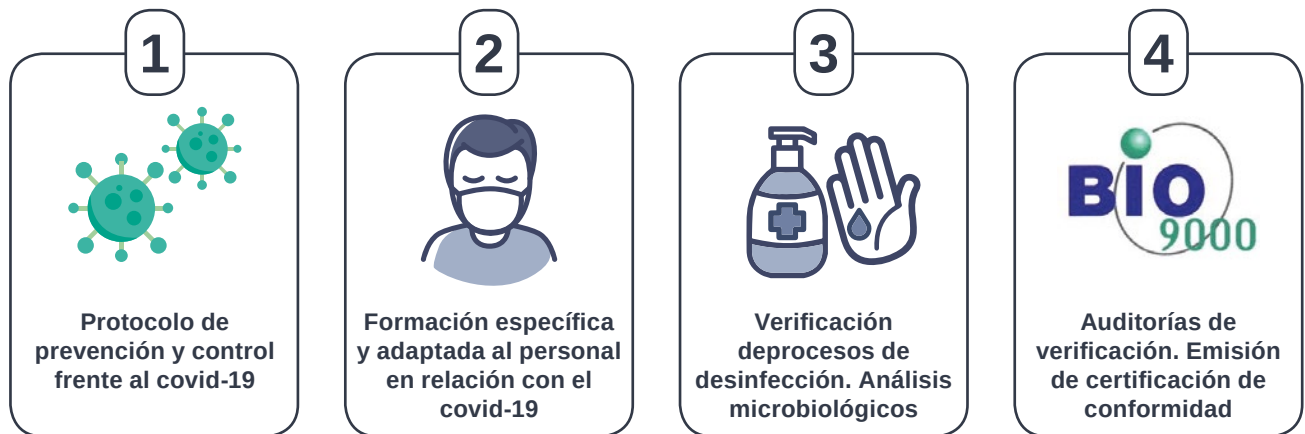 1
Protocolo de
prevención y control
frente al covid-19
2
Formación específica
y adaptada al personal
en relación con el
covid-19
3
Verificación
deprocesos de
desinfección. Análisis
microbiológicos
4
BIO
9000
Auditorías de
verificación. Emisión
de certificación de
conformidad